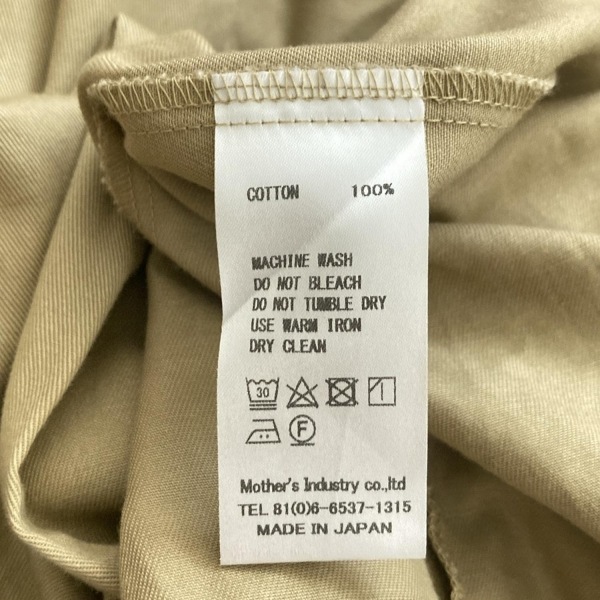 COTTON 100%
MACHINE WASH
DO NOT BLEACH
DO NOT TUMBLE DRY
USE WARM IRON
DRY CLEAN
30
F
Mother's Industry co.,ltd
TEL 81(0)6-6537-1315
MADE IN JAPAN